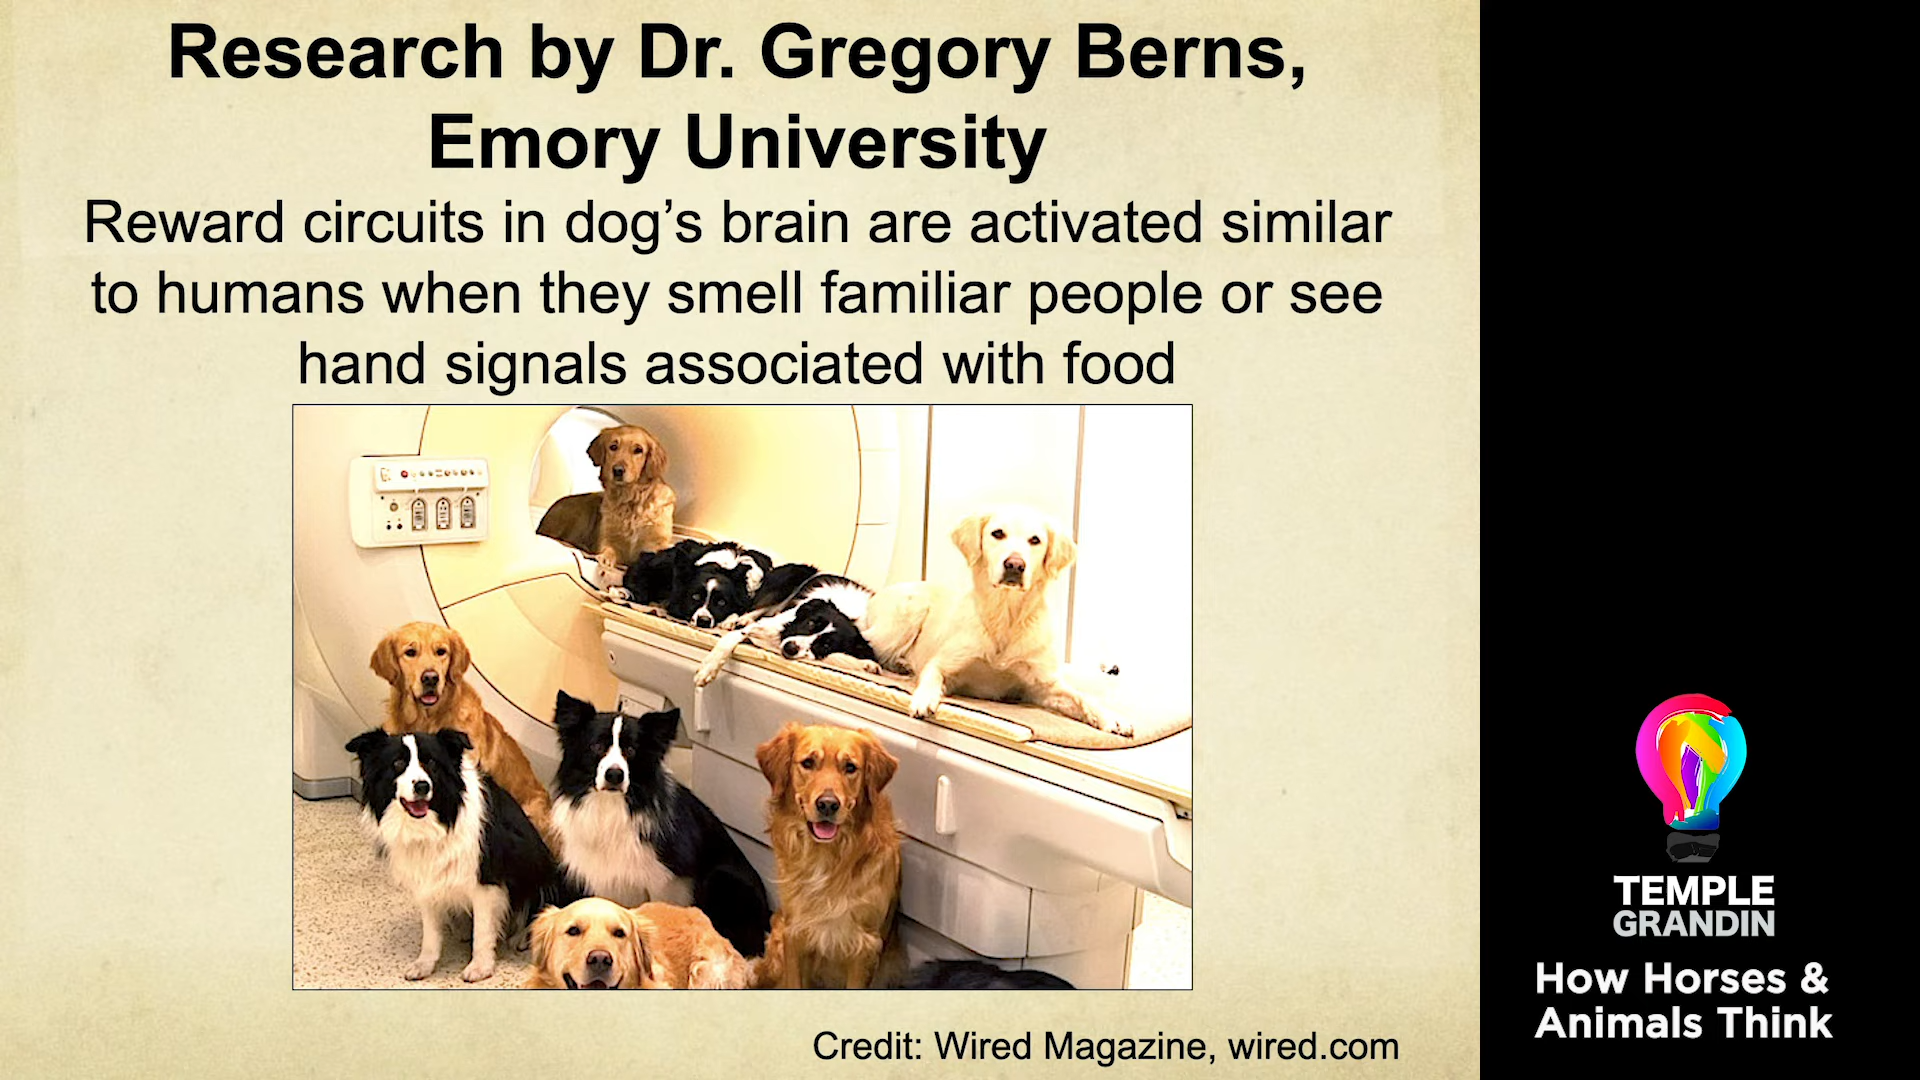 Research by Dr. Gregory Berns,
Emory University
Reward circuits in dog’s brain are activated similar
to humans when they smell familiar people or see
hand signals associated with food
Credit: Wired Magazine, wired.com
TEMPLE
GRANDIN
How Horses &
Animals Think